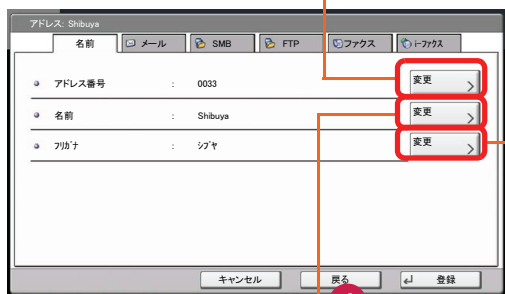 アドレス: Shibuya
名前 メール SMB FTP ファクス i-ファクス
アドレス番号 : 0033 変更
名前 : Shibuya 変更
フリガナ : シブヤ 変更
キャンセル 戻る 登録